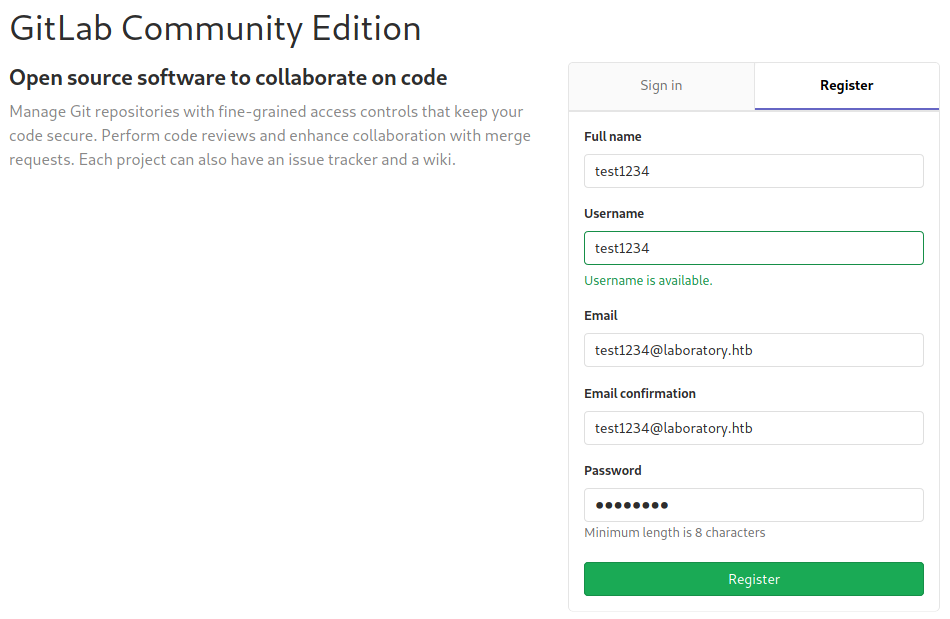 GitLab Community Edition
Open source software to collaborate on code
Manage Git repositories with fine-grained access controls that keep your
code secure. Perform code reviews and enhance collaboration with merge
requests. Each project can also have an issue tracker and a wiki.
Sign in
Register
Full name
test1234
Username
test1234
Username is available.
Email
test1234@laboratory.htb
Email confirmation
test1234@laboratory.htb
Password
●●●●●●●●
Minimum length is 8 characters
Register